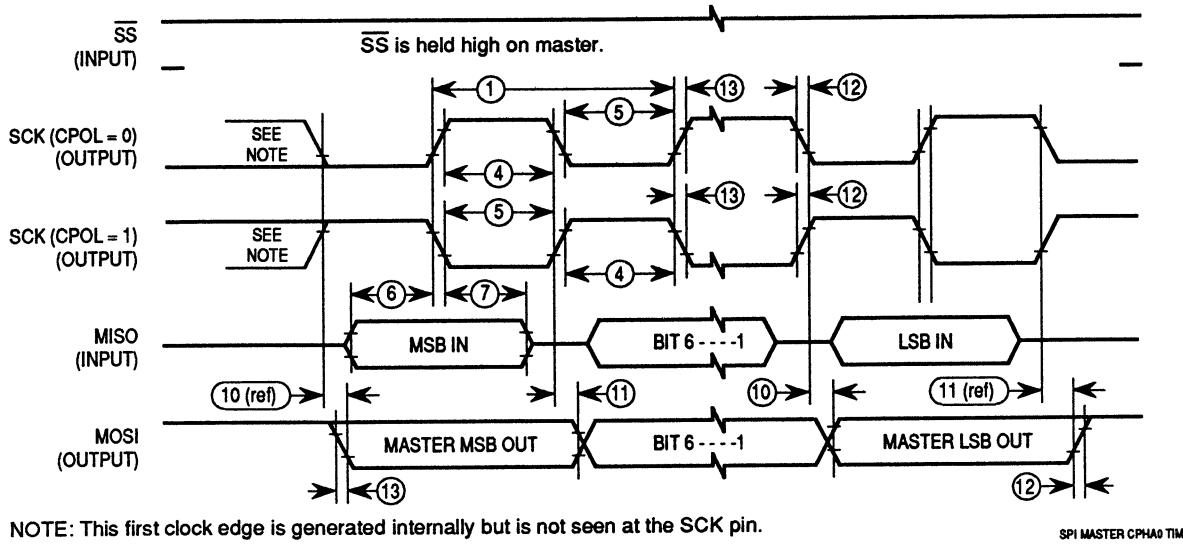 SS
(INPUT)
SS is held high on master.
1
13
12
5
SCK (CPOL = 0)
(OUTPUT)
SEE
NOTE
4
5
13
12
SCK (CPOL = 1)
(OUTPUT)
SEE
NOTE
4
6
7
MISO
(INPUT)
MSB IN
BIT 6 - - - - 1
LSB IN
10 (ref)
11
10
11 (ref)
MOSI
(OUTPUT)
MASTER MSB OUT
BIT 6 - - - - 1
MASTER LSB OUT
13
12
NOTE: This first clock edge is generated internally but is not seen at the SCK pin.
SPI MASTER CPHA0 TIM